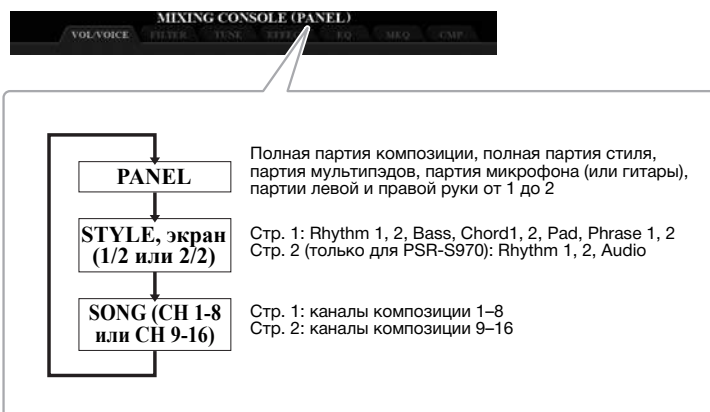 MIXING CONSOLE (PANEL)
VOL/VOICE FILTER TUNE EFFECT EQ MEQ CMP
PANEL
Полная партия композиции, полная партия стиля,
партия мультипэдов, партия микрофона (или гитары),
партии левой и правой руки от 1 до 2
STYLE, экран
(1/2 или 2/2)
Стр. 1: Rhythm 1, 2, Bass, Chord1, 2, Pad, Phrase 1, 2
Стр. 2 (только для PSR-S970): Rhythm 1, 2, Audio
SONG (CH 1-8
или CH 9-16)
Стр. 1: каналы композиции 1–8
Стр. 2: каналы композиции 9–16